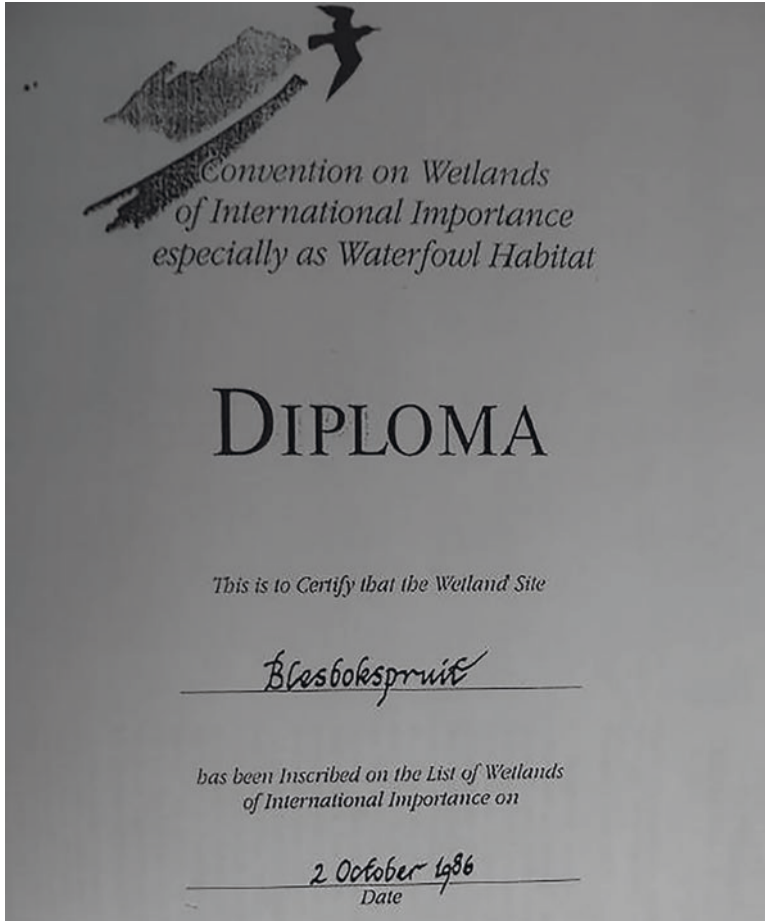 Convention on Wetlands
of International Importance
especially as Waterfowl Habitat
DIPLOMA
This is to Certify that the Wetland Site
Blesbokspruit
has been Inscribed on the List of Wetlands
of International Importance on
2 October 1986
Date